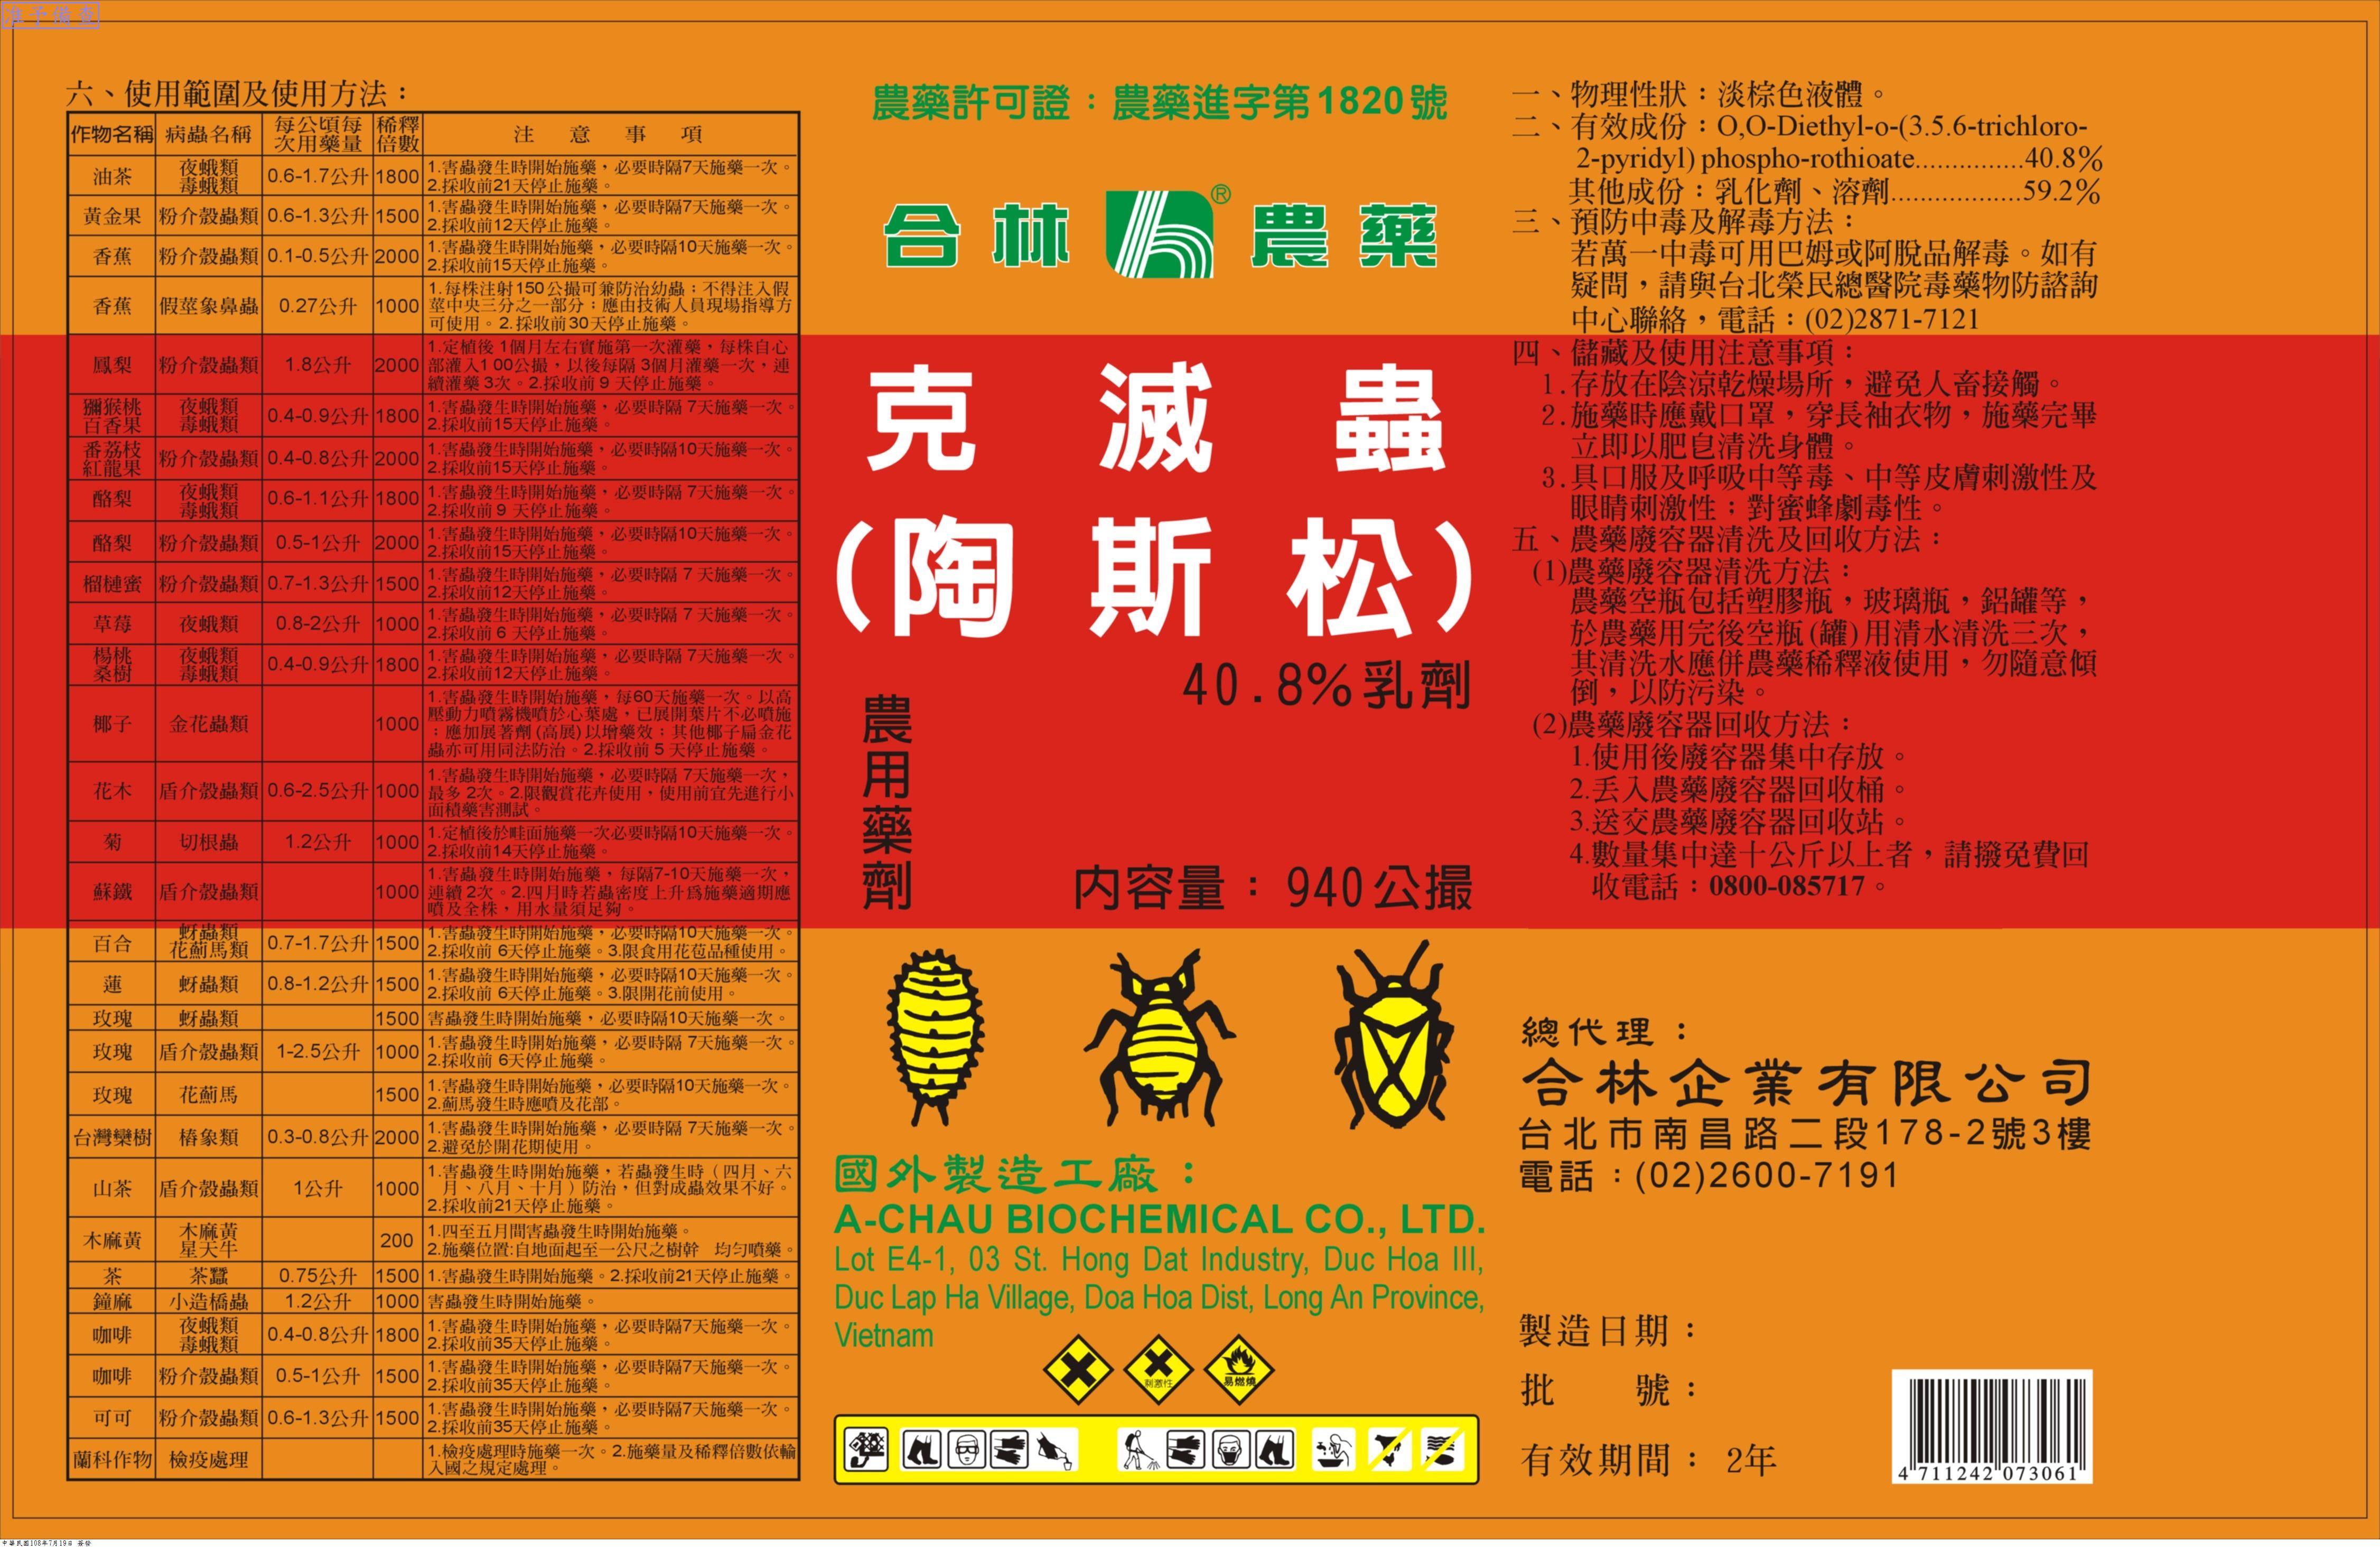 准予備查
六、使用範圍及使用方法：
作物名稱 病蟲名稱 每公頃每次用藥量 稀釋倍數 注意事項
油茶 夜蛾類 毒蛾類 0.6-1.7公升 1800 1.害蟲發生時開始施藥，必要時隔7天施藥一次。
2.採收前21天停止施藥。
黃金果 粉介殼蟲類 0.6-1.3公升 1500 1.害蟲發生時開始施藥，必要時隔7天施藥一次。
2.採收前12天停止施藥。
香蕉 粉介殼蟲類 0.1-0.5公升 2000 1.害蟲發生時開始施藥，必要時隔10天施藥一次。
2.採收前15天停止施藥。
香蕉 假莖象鼻蟲 0.27公升 1000 1.每株注射150公撮可兼防治幼蟲；不得注入假
莖中央三分之一部分；應由技術人員現場指導方
可使用。2.採收前30天停止施藥。
鳳梨 粉介殼蟲類 1.8公升 2000 1.定植後1個月左右實施第一次灌藥，每株自心
部灌入100公撮，以後每隔3個月灌藥一次，連
續灌藥3次。2.採收前9天停止施藥。
獼猴桃 百香果 夜蛾類 毒蛾類 0.4-0.9公升 1800 1.害蟲發生時開始施藥，必要時隔7天施藥一次。
2.採收前15天停止施藥。
番荔枝 紅龍果 粉介殼蟲類 0.4-0.8公升 2000 1.害蟲發生時開始施藥，必要時隔10天施藥一次。
2.採收前15天停止施藥。
酪梨 夜蛾類 毒蛾類 0.6-1.1公升 1800 1.害蟲發生時開始施藥，必要時隔7天施藥一次。
2.採收前9天停止施藥。
酪梨 粉介殼蟲類 0.5-1公升 2000 1.害蟲發生時開始施藥，必要時隔10天施藥一次。
2.採收前15天停止施藥。
榴槤蜜 粉介殼蟲類 0.7-1.3公升 1500 1.害蟲發生時開始施藥，必要時隔7天施藥一次。
2.採收前12天停止施藥。
草莓 夜蛾類 0.8-2公升 1000 1.害蟲發生時開始施藥，必要時隔7天施藥一次。
2.採收前6天停止施藥。
楊桃 桑樹 夜蛾類 毒蛾類 0.4-0.9公升 1800 1.害蟲發生時開始施藥，必要時隔7天施藥一次。
2.採收前12天停止施藥。
椰子 金花蟲類 1000 1.害蟲發生時開始施藥，每60天施藥一次。以高
壓動力噴霧機噴於心葉處，已展開葉片不必噴施
；應加展著劑(高展)以增藥效；其他椰子扁金花
蟲亦可用同法防治。2.採收前5天停止施藥。
花木 盾介殼蟲類 0.6-2.5公升 1000 1.害蟲發生時開始施藥，必要時隔7天施藥一次，
最多2次。2.限觀賞花卉使用，使用前宜先進行小
面積藥害測試。
菊 切根蟲 1.2公升 1000 1.定植後於畦面施藥一次必要時隔10天施藥一次。
2.採收前14天停止施藥。
蘇鐵 盾介殼蟲類 1000 1.害蟲發生時開始施藥，每隔7-10天施藥一次，
連續2次。2.四月時若蟲密度上升爲施藥適期應
噴及全株，用水量須足夠。
百合 蚜蟲類 花薊馬類 0.7-1.7公升 1500 1.害蟲發生時開始施藥，必要時隔10天施藥一次。
2.採收前6天停止施藥。3.限食用花苞品種使用。
蓮 蚜蟲類 0.8-1.2公升 1500 1.害蟲發生時開始施藥，必要時隔10天施藥一次。
2.採收前6天停止施藥。3.限開花前使用。
玫瑰 蚜蟲類 1500 害蟲發生時開始施藥，必要時隔10天施藥一次。
玫瑰 盾介殼蟲類 1-2.5公升 1000 1.害蟲發生時開始施藥，必要時隔7天施藥一次。
2.採收前6天停止施藥。
玫瑰 花薊馬 1500 1.害蟲發生時開始施藥，必要時隔10天施藥一次。
2.薊馬發生時應噴及花部。
台灣欒樹 椿象類 0.3-0.8公升 2000 1.害蟲發生時開始施藥，必要時隔7天施藥一次。
2.避免於開花期使用。
山茶 盾介殼蟲類 1公升 1000 1.害蟲發生時開始施藥，若蟲發生時（四月、六
月、八月、十月）防治，但對成蟲效果不好。
2.採收前21天停止施藥。
木麻黃 木麻黃星天牛 200 1.四至五月間害蟲發生時開始施藥。
2.施藥位置:自地面起至一公尺之樹幹 均勻噴藥。
茶 茶蠶 0.75公升 1500 1.害蟲發生時開始施藥。2.採收前21天停止施藥。
鐘麻 小造橋蟲 1.2公升 1000 害蟲發生時開始施藥。
咖啡 夜蛾類 毒蛾類 0.4-0.8公升 1800 1.害蟲發生時開始施藥，必要時隔7天施藥一次。
2.採收前35天停止施藥。
咖啡 粉介殼蟲類 0.5-1公升 1500 1.害蟲發生時開始施藥，必要時隔7天施藥一次。
2.採收前35天停止施藥。
可可 粉介殼蟲類 0.6-1.3公升 1500 1.害蟲發生時開始施藥，必要時隔7天施藥一次。
2.採收前35天停止施藥。
蘭科作物 檢疫處理 1.檢疫處理時施藥一次。2.施藥量及稀釋倍數依輸
入國之規定處理。
農藥許可證：農藥進字第1820號
合林®農藥
克滅蟲
(陶斯松)
40.8%乳劑
農用藥劑
內容量：940公撮
國外製造工廠：
A-CHAU BIOCHEMICAL CO., LTD.
Lot E4-1, 03 St. Hong Dat Industry, Duc Hoa III,
Duc Lap Ha Village, Doa Hoa Dist, Long An Province,
Vietnam
刺激性
易燃燒
一、物理性狀：淡棕色液體。
二、有效成份：O,O-Diethyl-o-(3.5.6-trichloro-
2-pyridyl) phospho-rothioate...............40.8%
其他成份：乳化劑、溶劑..................59.2%
三、預防中毒及解毒方法：
若萬一中毒可用巴姆或阿脫品解毒。如有
疑問，請與台北榮民總醫院毒藥物防諮詢
中心聯絡，電話：(02)2871-7121
四、儲藏及使用注意事項：
1.存放在陰涼乾燥場所，避免人畜接觸。
2.施藥時應戴口罩，穿長袖衣物，施藥完畢
立即以肥皂清洗身體。
3.具口服及呼吸中等毒、中等皮膚刺激性及
眼睛刺激性；對蜜蜂劇毒性。
五、農藥廢容器清洗及回收方法：
(1)農藥廢容器清洗方法：
農藥空瓶包括塑膠瓶，玻璃瓶，鋁罐等，
於農藥用完後空瓶(罐)用清水清洗三次，
其清洗水應併農藥稀釋液使用，勿隨意傾
倒，以防污染。
(2)農藥廢容器回收方法：
1.使用後廢容器集中存放。
2.丟入農藥廢容器回收桶。
3.送交農藥廢容器回收站。
4.數量集中達十公斤以上者，請撥免費回
收電話：0800-085717。
總代理：
合林企業有限公司
台北市南昌路二段178-2號3樓
電話：(02)2600-7191
製造日期：
批號：
有效期間：2年
4 711242 073061
中華民國108年7月19日 簽發